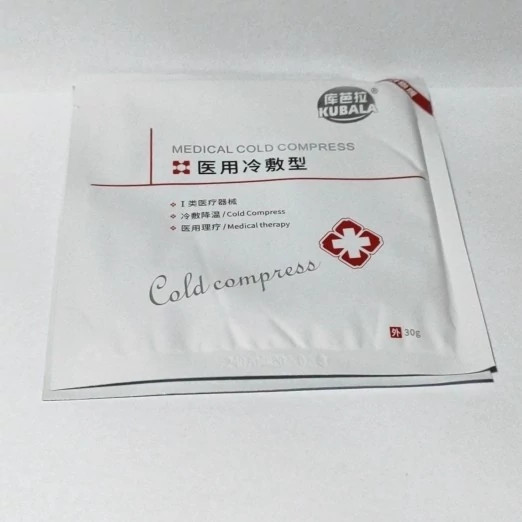 库芭拉
KUBALA
MEDICAL COLD COMPRESS
医用冷敷型
I 类医疗器械
冷敷降温/Cold Compress
医用理疗/Medical therapy
Cold compress
外 30g